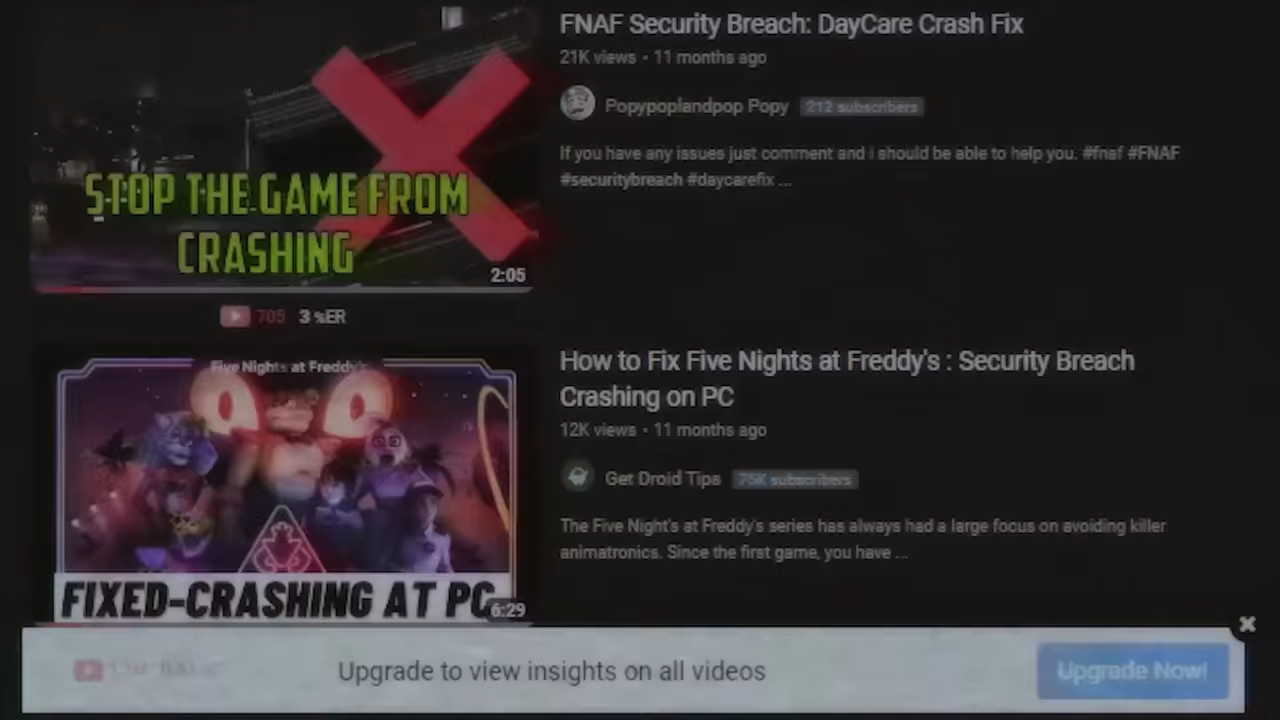 FNAF Security Breach: DayCare Crash Fix
21K views • 11 months ago
Popypoplandpop Popy 212 subscribers
If you have any issues just comment and i should be able to help you. #fnaf #FNAF
#securitybreach #daycarefix ...
STOP THE GAME FROM
CRASHING
2:05
705 3 %ER
How to Fix Five Nights at Freddy's : Security Breach
Crashing on PC
12K views • 11 months ago
Get Droid Tips 75K subscribers
The Five Night's at Freddy's series has always had a large focus on avoiding killer
animatronics. Since the first game, you have ...
Five Nights at Freddy's
FIXED-CRASHING AT PC
6:29
Upgrade to view insights on all videos
Upgrade Now!